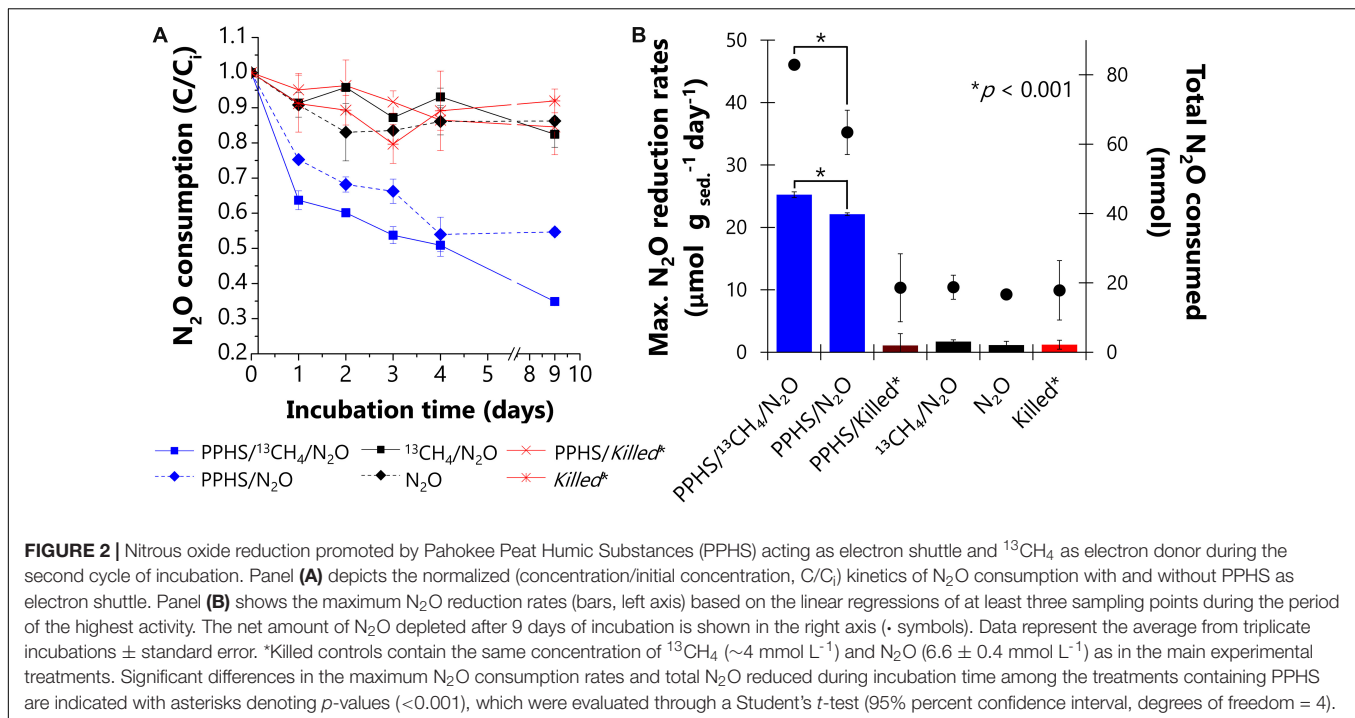 A
N₂O consumption (C/Cᵢ)
1.1
1.0
0.9
0.8
0.7
0.6
0.5
0.4
0.3
0.2
0 1 2 3 4 5 // 8 9 10
Incubation time (days)
PPHS/¹³CH₄/N₂O
¹³CH₄/N₂O
PPHS/Killed*
PPHS/N₂O
N₂O
Killed*
B
Max. N₂O reduction rates
(µmol g sed.⁻¹ day⁻¹)
50
40
30
20
10
0
*
*
*p < 0.001
80
60
40
20
0
Total N₂O consumed
(mmol)
PPHS/¹³CH₄/N₂O
PPHS/N₂O
PPHS/Killed*
¹³CH₄/N₂O
N₂O
Killed*
FIGURE 2 | Nitrous oxide reduction promoted by Pahokee Peat Humic Substances (PPHS) acting as electron shuttle and ¹³CH₄ as electron donor during the
second cycle of incubation. Panel (A) depicts the normalized (concentration/initial concentration, C/Cᵢ) kinetics of N₂O consumption with and without PPHS as
electron shuttle. Panel (B) shows the maximum N₂O reduction rates (bars, left axis) based on the linear regressions of at least three sampling points during the period
of the highest activity. The net amount of N₂O depleted after 9 days of incubation is shown in the right axis (• symbols). Data represent the average from triplicate
incubations ± standard error. *Killed controls contain the same concentration of ¹³CH₄ (~4 mmol L⁻¹) and N₂O (6.6 ± 0.4 mmol L⁻¹) as in the main experimental
treatments. Significant differences in the maximum N₂O consumption rates and total N₂O reduced during incubation time among the treatments containing PPHS
are indicated with asterisks denoting p-values (<0.001), which were evaluated through a Student's t-test (95% percent confidence interval, degrees of freedom = 4).